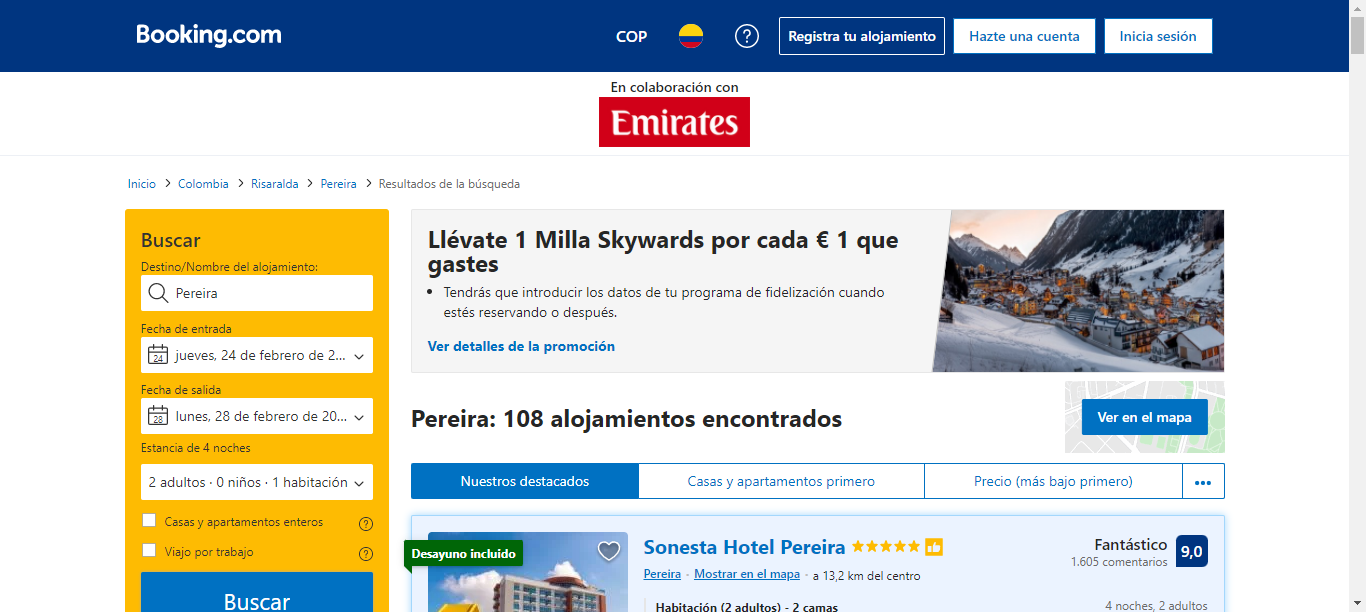 Booking.com
COP
Registra tu alojamiento
Hazte una cuenta
Inicia sesión
En colaboración con
Emirates
Inicio > Colombia > Risaralda > Pereira > Resultados de la búsqueda
Buscar
Destino/Nombre del alojamiento:
Pereira
Fecha de entrada
24 jueves, 24 de febrero de 2...
Fecha de salida
28 lunes, 28 de febrero de 20...
Estancia de 4 noches
2 adultos · 0 niños · 1 habitación
Casas y apartamentos enteros
Viajo por trabajo
Buscar
Llévate 1 Milla Skywards por cada € 1 que
gastes
• Tendrás que introducir los datos de tu programa de fidelización cuando
estés reservando o después.
Ver detalles de la promoción
Pereira: 108 alojamientos encontrados
Ver en el mapa
Nuestros destacados
Casas y apartamentos primero
Precio (más bajo primero)
Desayuno incluido
Sonesta Hotel Pereira
Pereira · Mostrar en el mapa · a 13,2 km del centro
Fantástico
1.605 comentarios
9,0
Habitación (2 adultos) - 2 camas
4 noches, 2 adultos